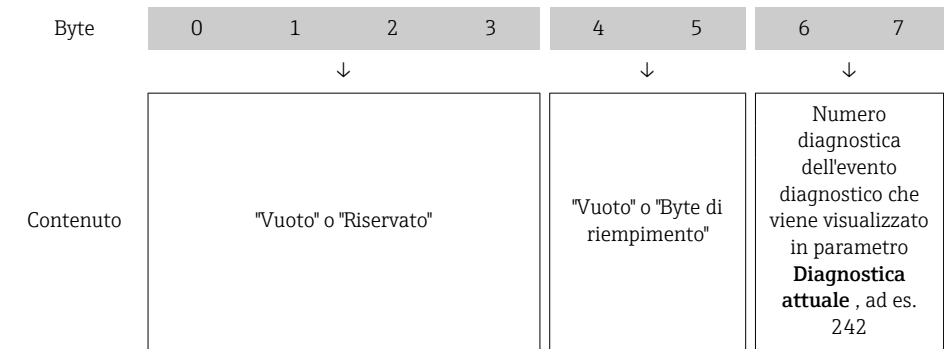 Byte 0 1 2 3 4 5 6 7
↓ ↓ ↓
Contenuto
"Vuoto" o "Riservato"
"Vuoto" o "Byte di
riempimento"
Numero
diagnostica
dell'evento
diagnostico che
viene visualizzato
in parametro
Diagnostica
attuale , ad es.
242